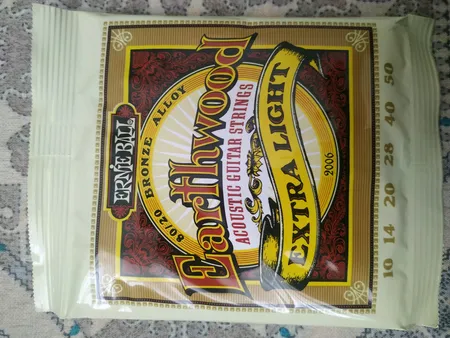 ERNIE BALL
80/20 BRONZE ALLOY
Earthwood
ACOUSTIC GUITAR STRINGS
EXTRA LIGHT
2006
10 14 20 28 40 50